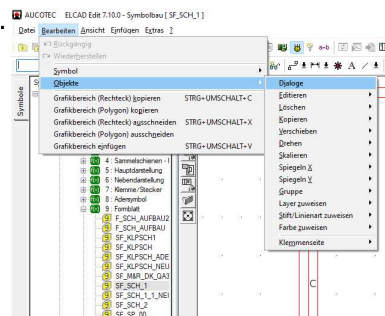 AUCOTEC ELCAD Edit 7.10.0 - Symbolbau [ SF_SCH_1 ]
Datei Bearbeiten Ansicht Einfügen Extras ?
Rückgängig
Wiederherstellen
Symbol
Objekte
Grafikbereich (Rechteck) kopieren STRG+UMSCHALT+C
Grafikbereich (Polygon) kopieren
Grafikbereich (Rechteck) ausschneiden STRG+UMSCHALT+X
Grafikbereich (Polygon) ausschneiden
Grafikbereich einfügen STRG+UMSCHALT+V
Dialoge
Editieren
Löschen
Kopieren
Verschieben
Drehen
Skalieren
Spiegeln X
Spiegeln Y
Gruppe
Layer zuweisen
Stift/Linienart zuweisen
Farbe zuweisen
Klemmenseite
Symbole
4 : Sammelschienen -
5 : Hauptdarstellung
6 : Nebendarstellung
7 : Klemme/Stecker
8 : Adersymbol
9 : Formblatt
F_SCH_AUFBAU2
F_SCH_AUFBAU
SF_KLPSCH1
SF_KLPSCH
SF_KLPSCH_ADE
SF_KLPSCH_NEU
SF_M&R_DK_QA3
SF_SCH_1
SF_SCH_1_1_NEI
SF_SCH_2
SF_SP_00
a-b
A
C